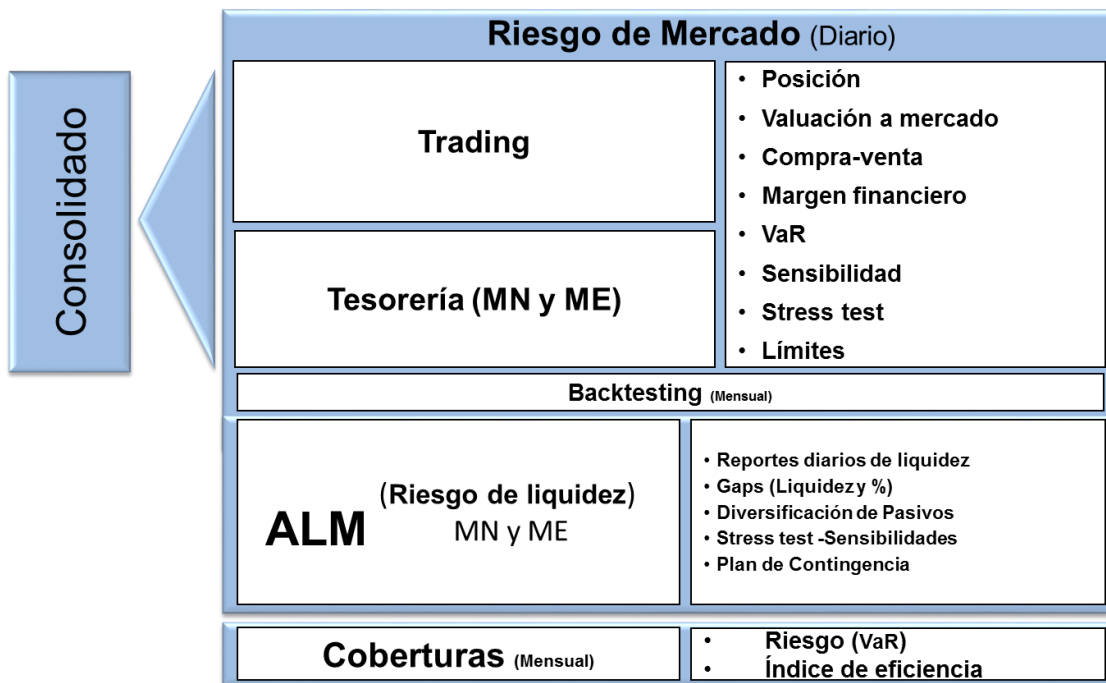 Consolidado
Riesgo de Mercado (Diario)
Trading
Tesorería (MN y ME)
• Posición
• Valuación a mercado
• Compra-venta
• Margen financiero
• VaR
• Sensibilidad
• Stress test
• Límites
Backtesting (Mensual)
ALM
(Riesgo de liquidez)
MN y ME
• Reportes diarios de liquidez
• Gaps (Liquidez y %)
• Diversificación de Pasivos
• Stress test -Sensibilidades
• Plan de Contingencia
Coberturas (Mensual)
• Riesgo (VaR)
• Índice de eficiencia